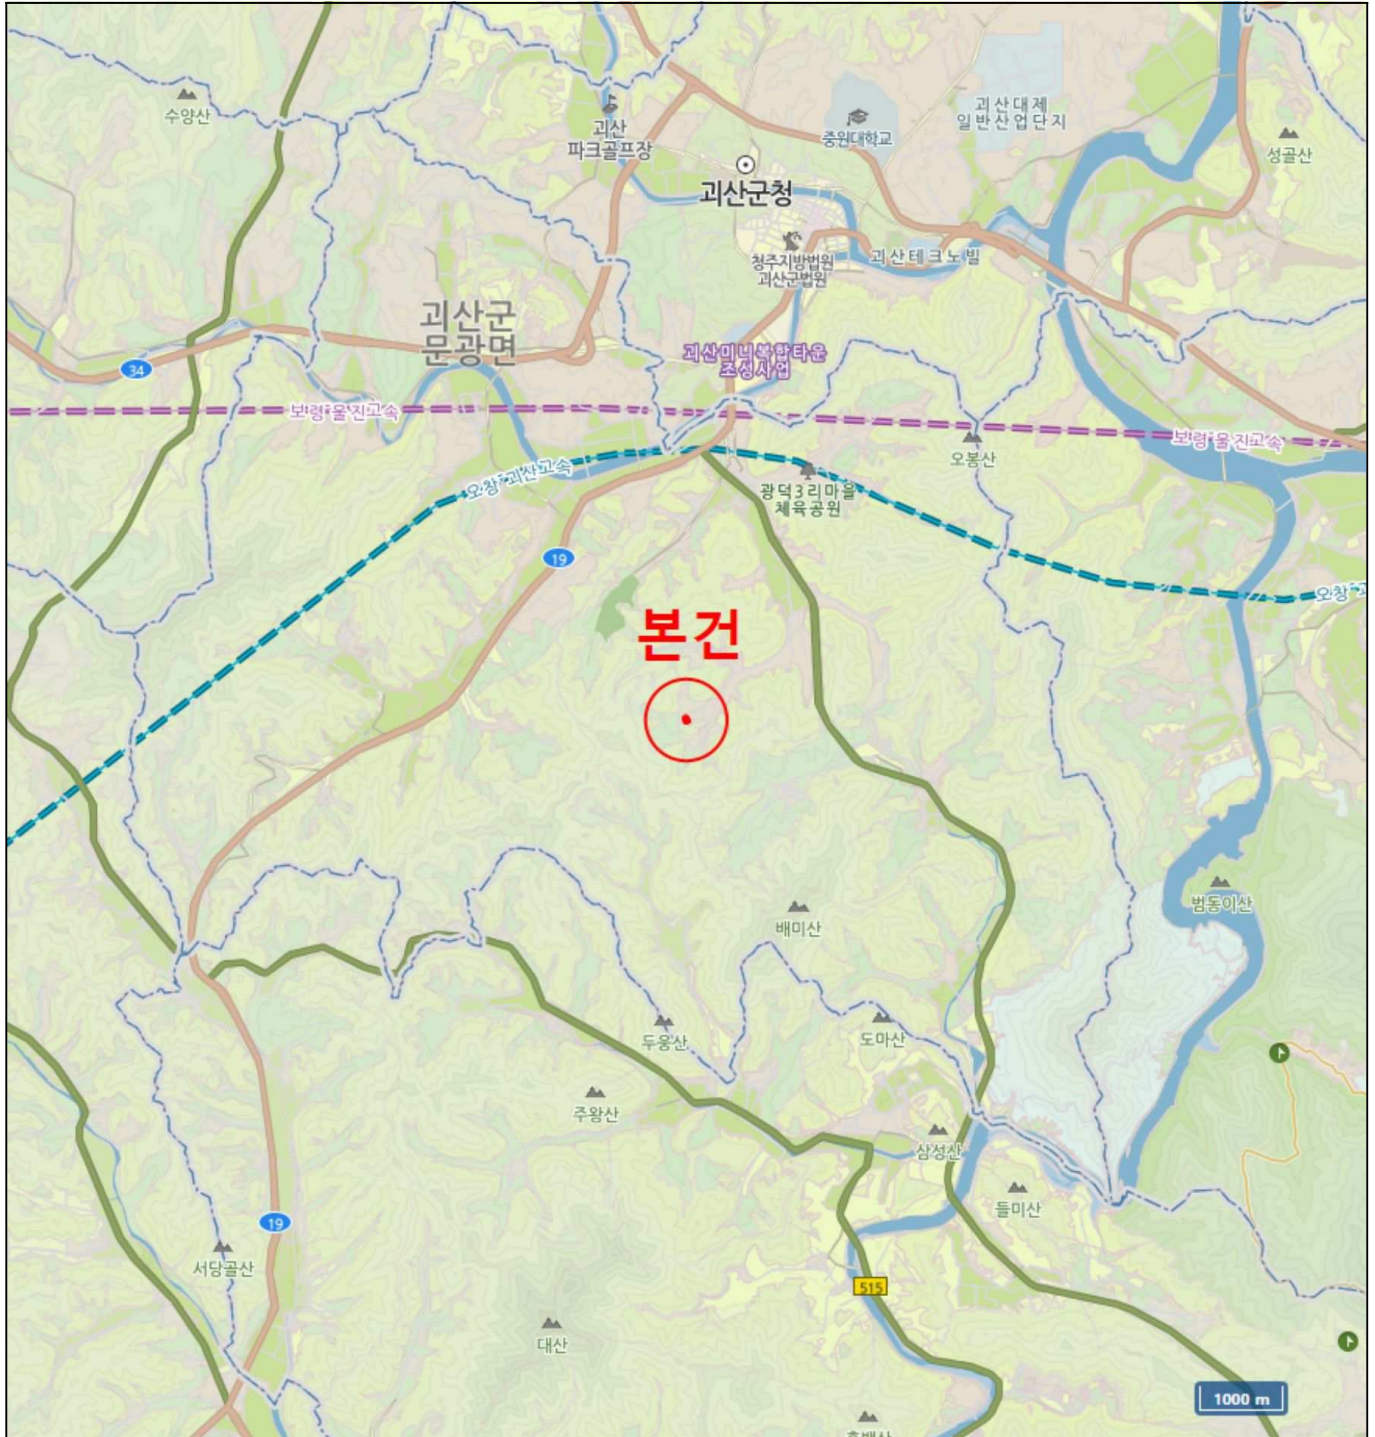 수양산
괴산
파크골프장
중원대학교
괴산대제
일반산업단지
성골산
괴산군청
청주지방법원
괴산군법원
괴산테크노빌
괴산군
문광면
괴산미니복합타운
조성사업
34
보령-울진고속
보령-울진고속
오봉산
오창-괴산고속
광덕3리마을
체육공원
19
오창-
본건
범동이산
배미산
두웅산
도마산
주왕산
삼성산
들미산
19
서당골산
515
대산
1000 m